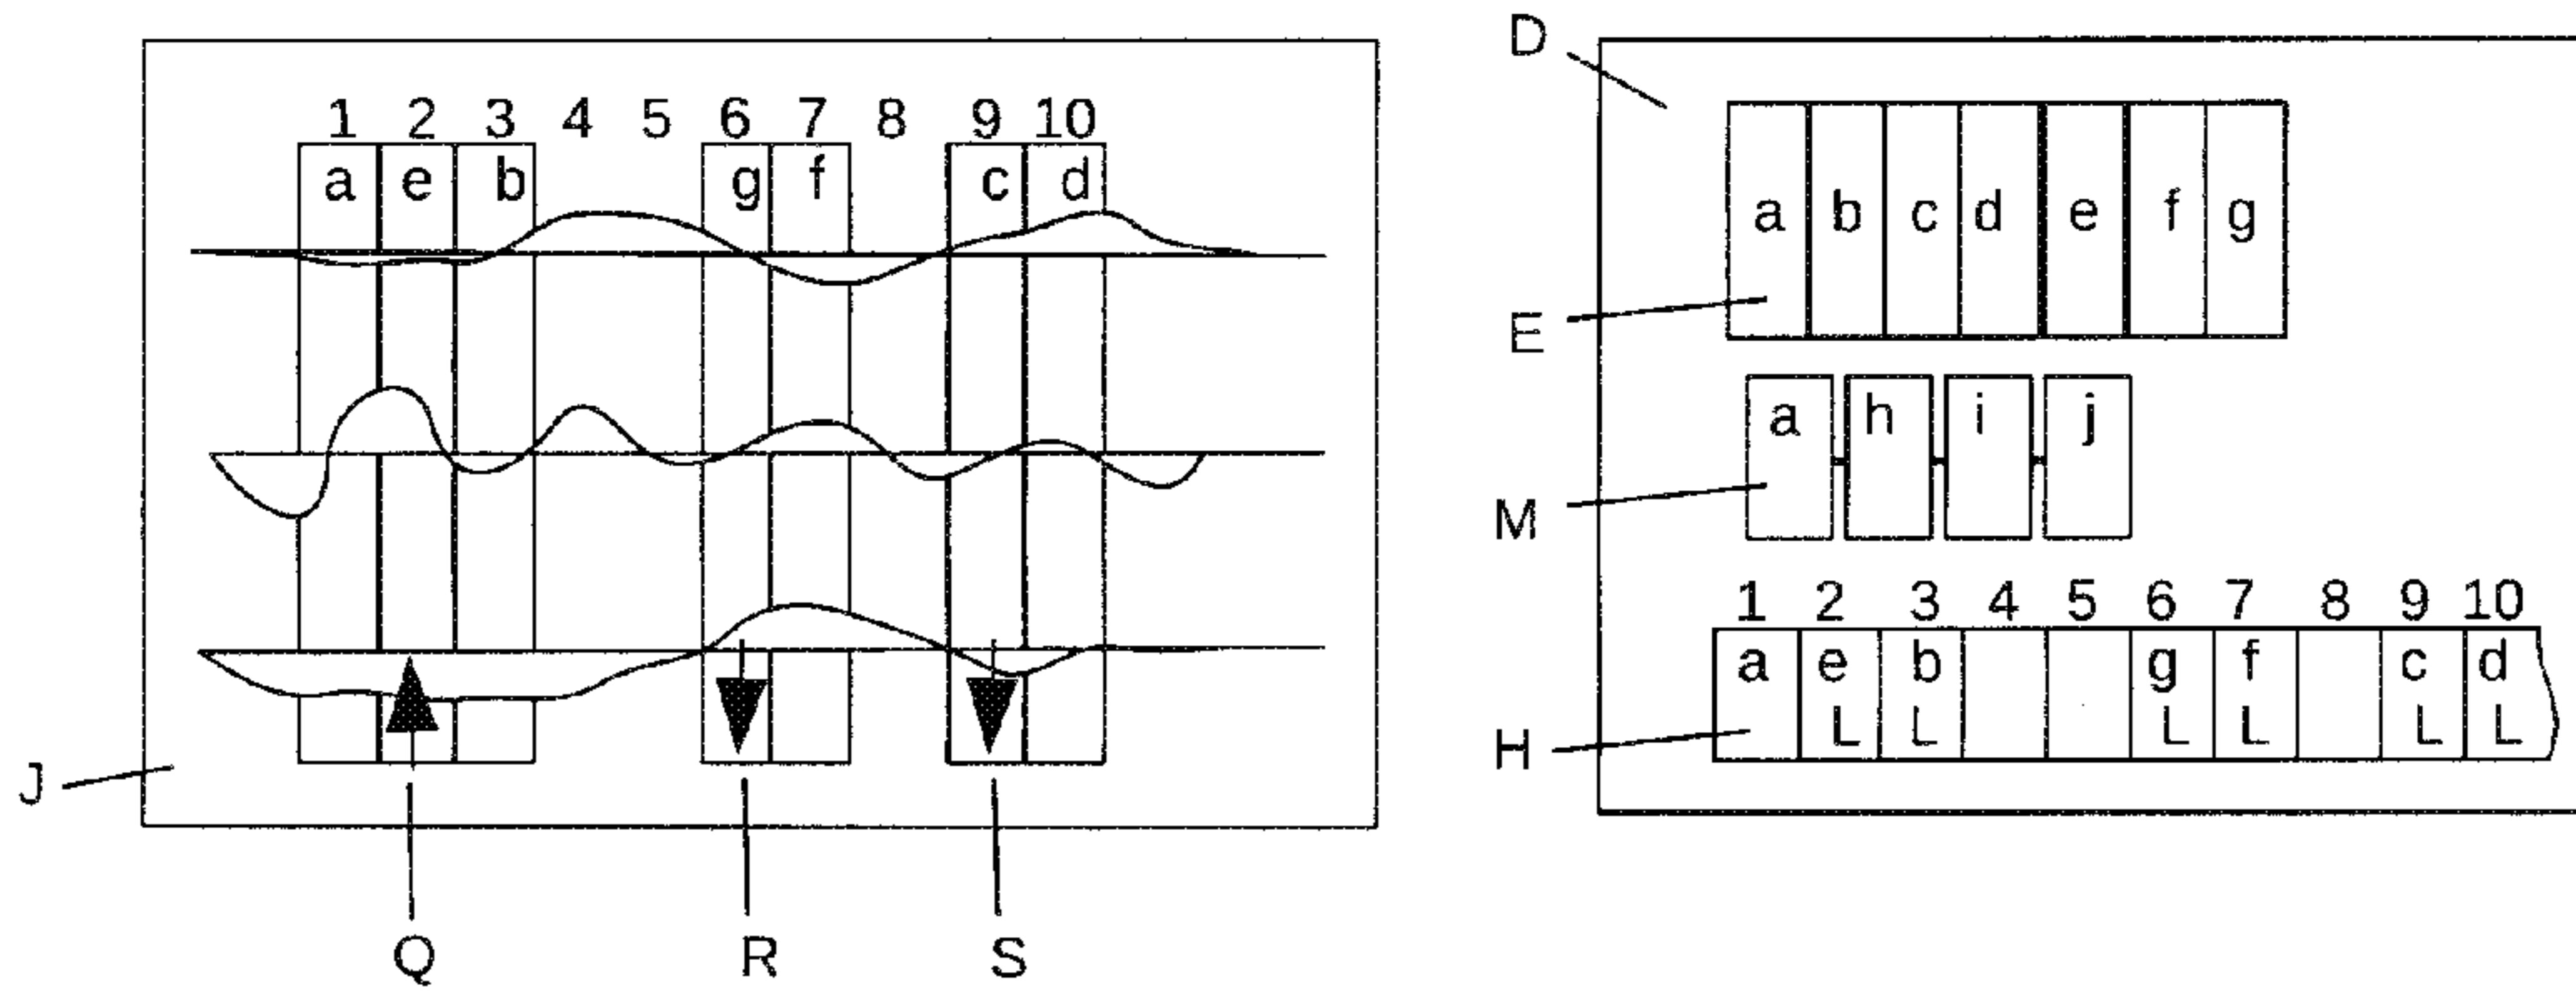 1 2 3 4 5 6 7 8 9 10
a e b g f c d
J
Q R S
D
a b c d e f g
E
a h i j
M
1 2 3 4 5 6 7 8 9 10
a e b g f c d
L L L L L L
H